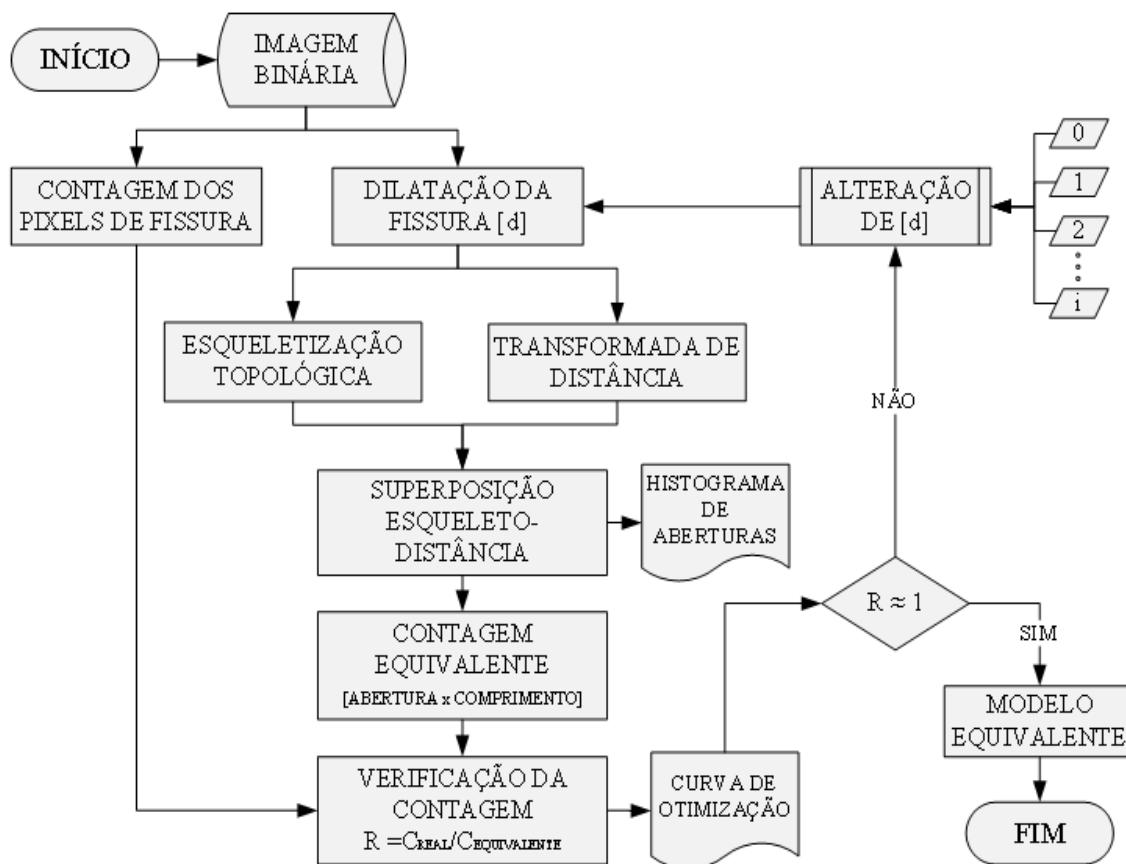 INÍCIO
IMAGEM
BINÁRIA
CONTAGEM DOS
PIXELS DE FISSURA
DILATAÇÃO DA
FISSURA [d]
ALTERAÇÃO
DE [d]
0
1
2
i
ESQUELETIZAÇÃO
TOPOLÓGICA
TRANSFORMADA DE
DISTÂNCIA
NÃO
SUPERPOSIÇÃO
ESQUELETO-
DISTÂNCIA
HISTOGRAMA
DE
ABERTURAS
R ≈ 1
SIM
CONTAGEM
EQUIVALENTE
[ABERTURA x COMPRIMENTO]
MODELO
EQUIVALENTE
VERIFICAÇÃO DA
CONTAGEM
R =CREAL/CEQUIVALENTE
CURVA DE
OTIMIZAÇÃO
FIM